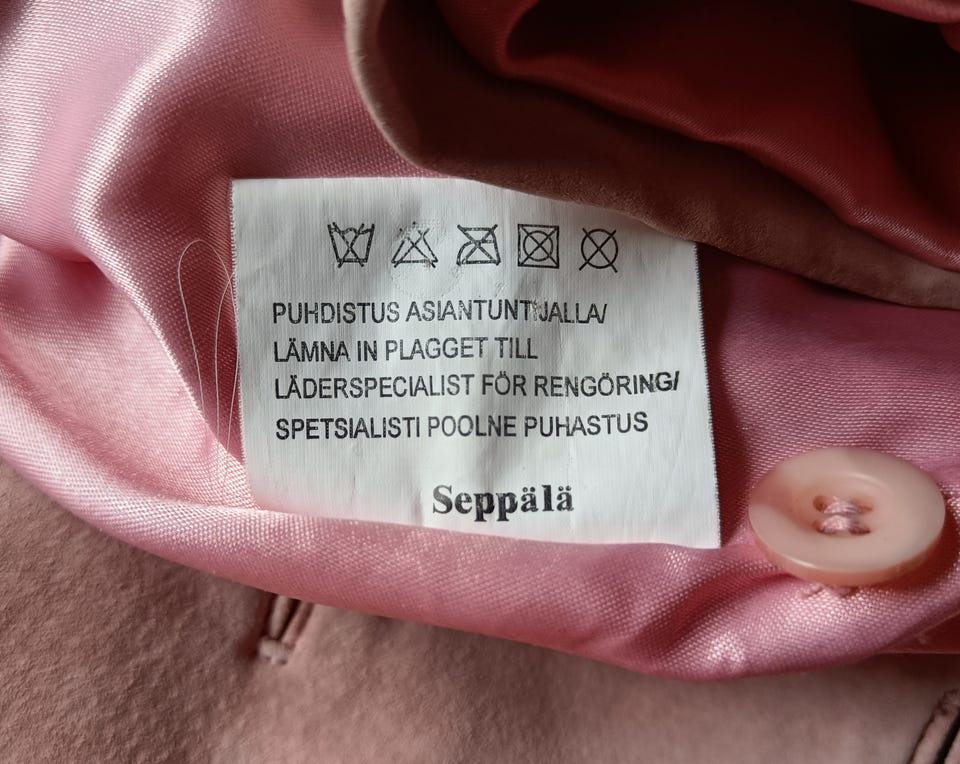 PUHDISTUS ASIANTUNTIJALLA/
LÄMNA IN PLAGGET TILL
LÄDERSPECIALIST FÖR RENGÖRING/
SPETSIALISTI POOLNE PUHASTUS
Seppälä